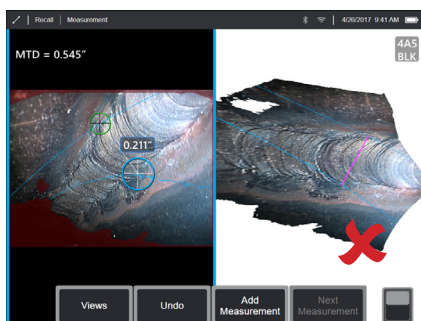 Recall Measurement 4/26/2017 9:41 AM
MTD = 0.545"
4A5
BLK
0.211"
Views
Undo
Add
Measurement
Next
Measurement